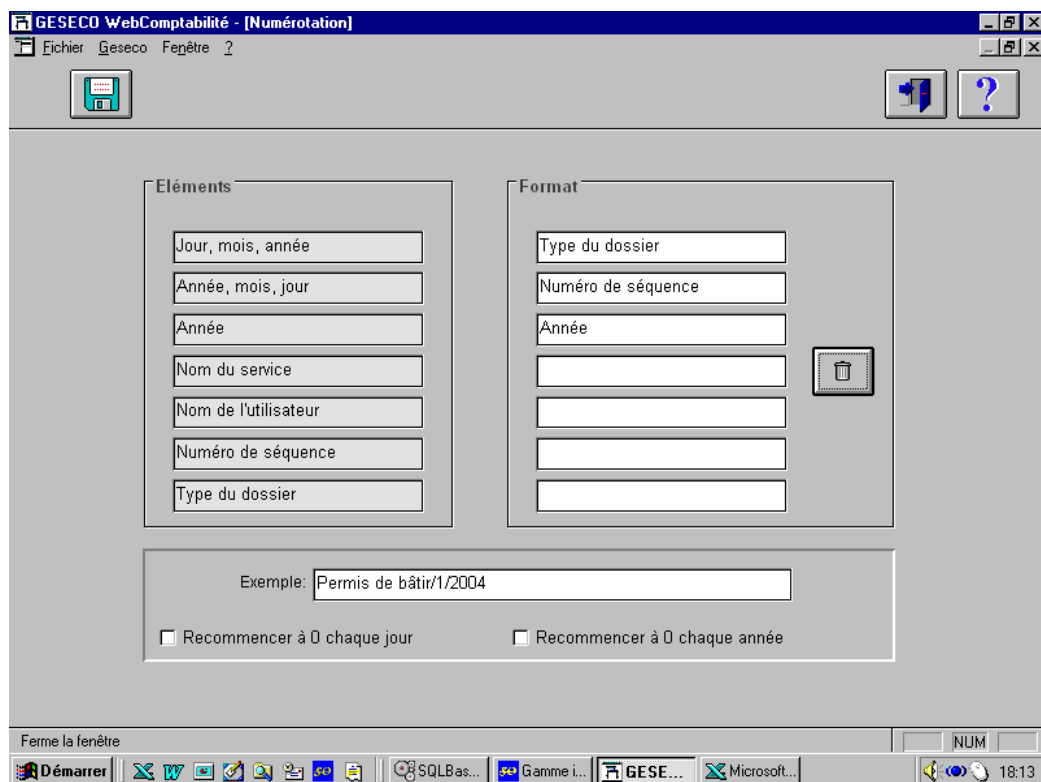 GESECO WebComptabilité - [Numérotation]
Fichier Geseco Fenêtre ?
?
Eléments
Jour, mois, année
Année, mois, jour
Année
Nom du service
Nom de l'utilisateur
Numéro de séquence
Type du dossier
Format
Type du dossier
Numéro de séquence
Année
Exemple: Permis de bâtir/1/2004
Recommencer à 0 chaque jour
Recommencer à 0 chaque année
Ferme la fenêtre
NUM
Démarrer SQLBas... Gamme i... GESE... Microsoft... 18:13